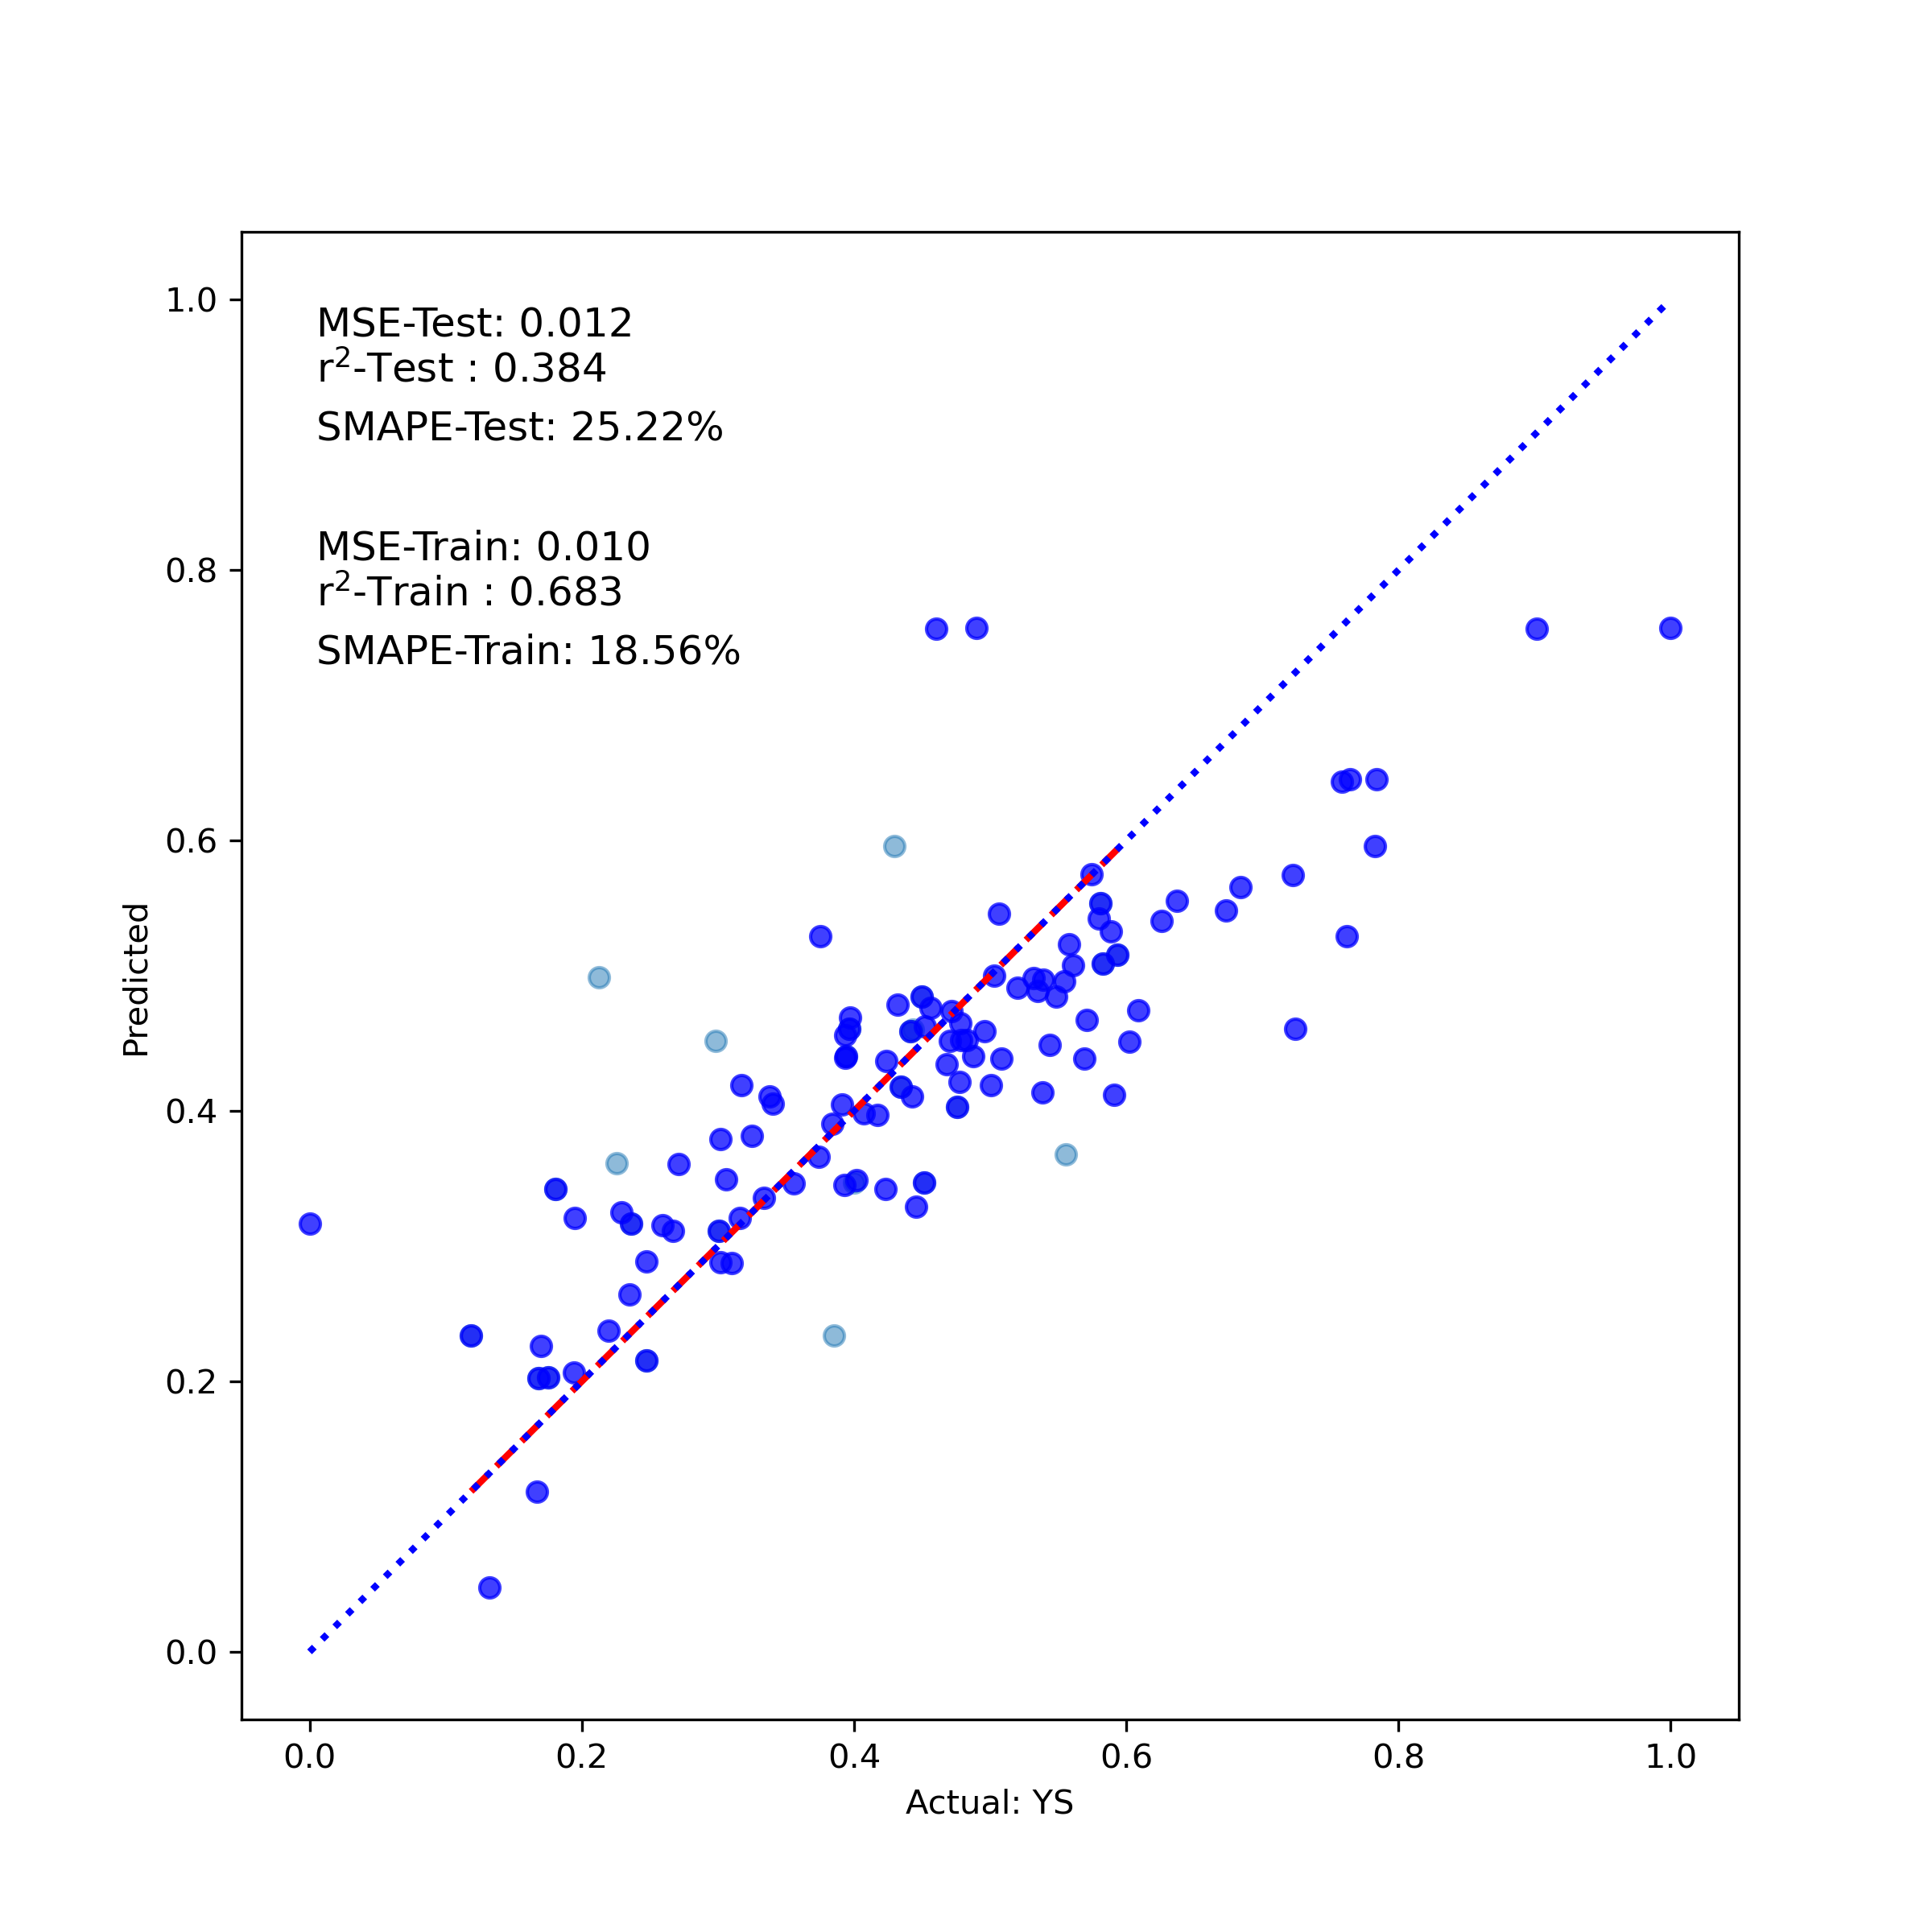 MSE-Test: 0.012
r²-Test : 0.384
SMAPE-Test: 25.22%
MSE-Train: 0.010
r²-Train : 0.683
SMAPE-Train: 18.56%
1.0
0.8
0.6
0.4
0.2
0.0
Predicted
0.0 0.2 0.4 0.6 0.8 1.0
Actual: YS